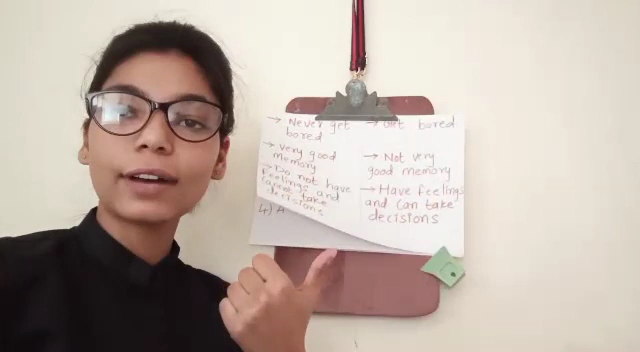 → Never get
bored
→ Very good
memory
→ Do not have
feelings and
take
decisions
4) A
→ Get bored
→ Not very
good memory
→ Have feelings
and can take
decisions